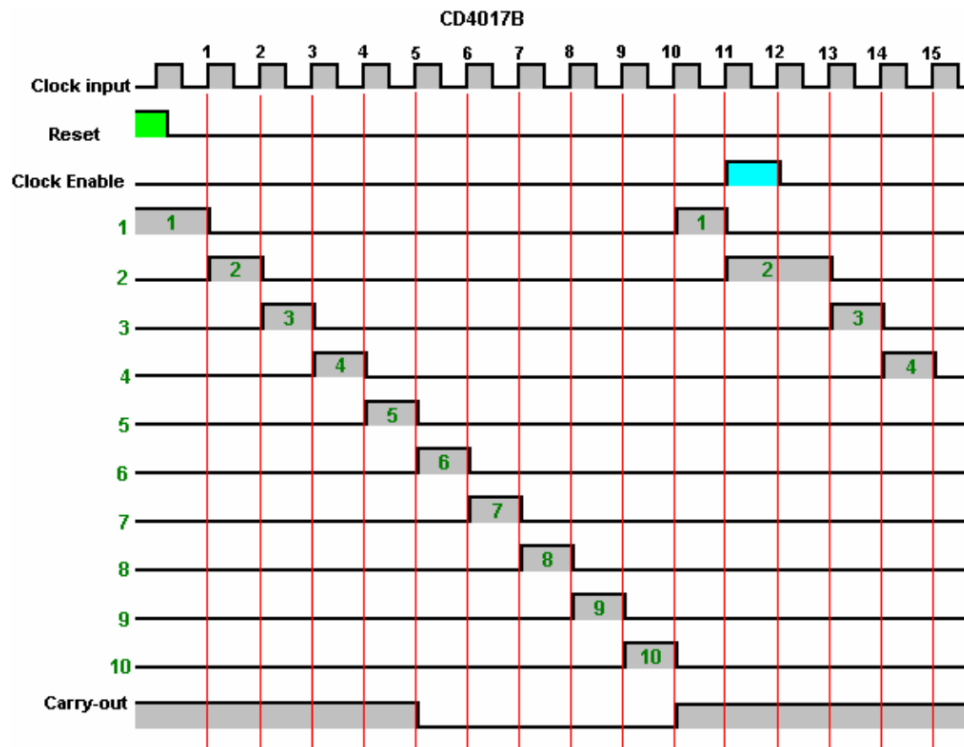 CD4017B
1 2 3 4 5 6 7 8 9 10 11 12 13 14 15
Clock input
Reset
Clock Enable
1 1 1
2 2 2
3 3 3
4 4 4
5 5
6 6
7 7
8 8
9 9
10 10
Carry-out